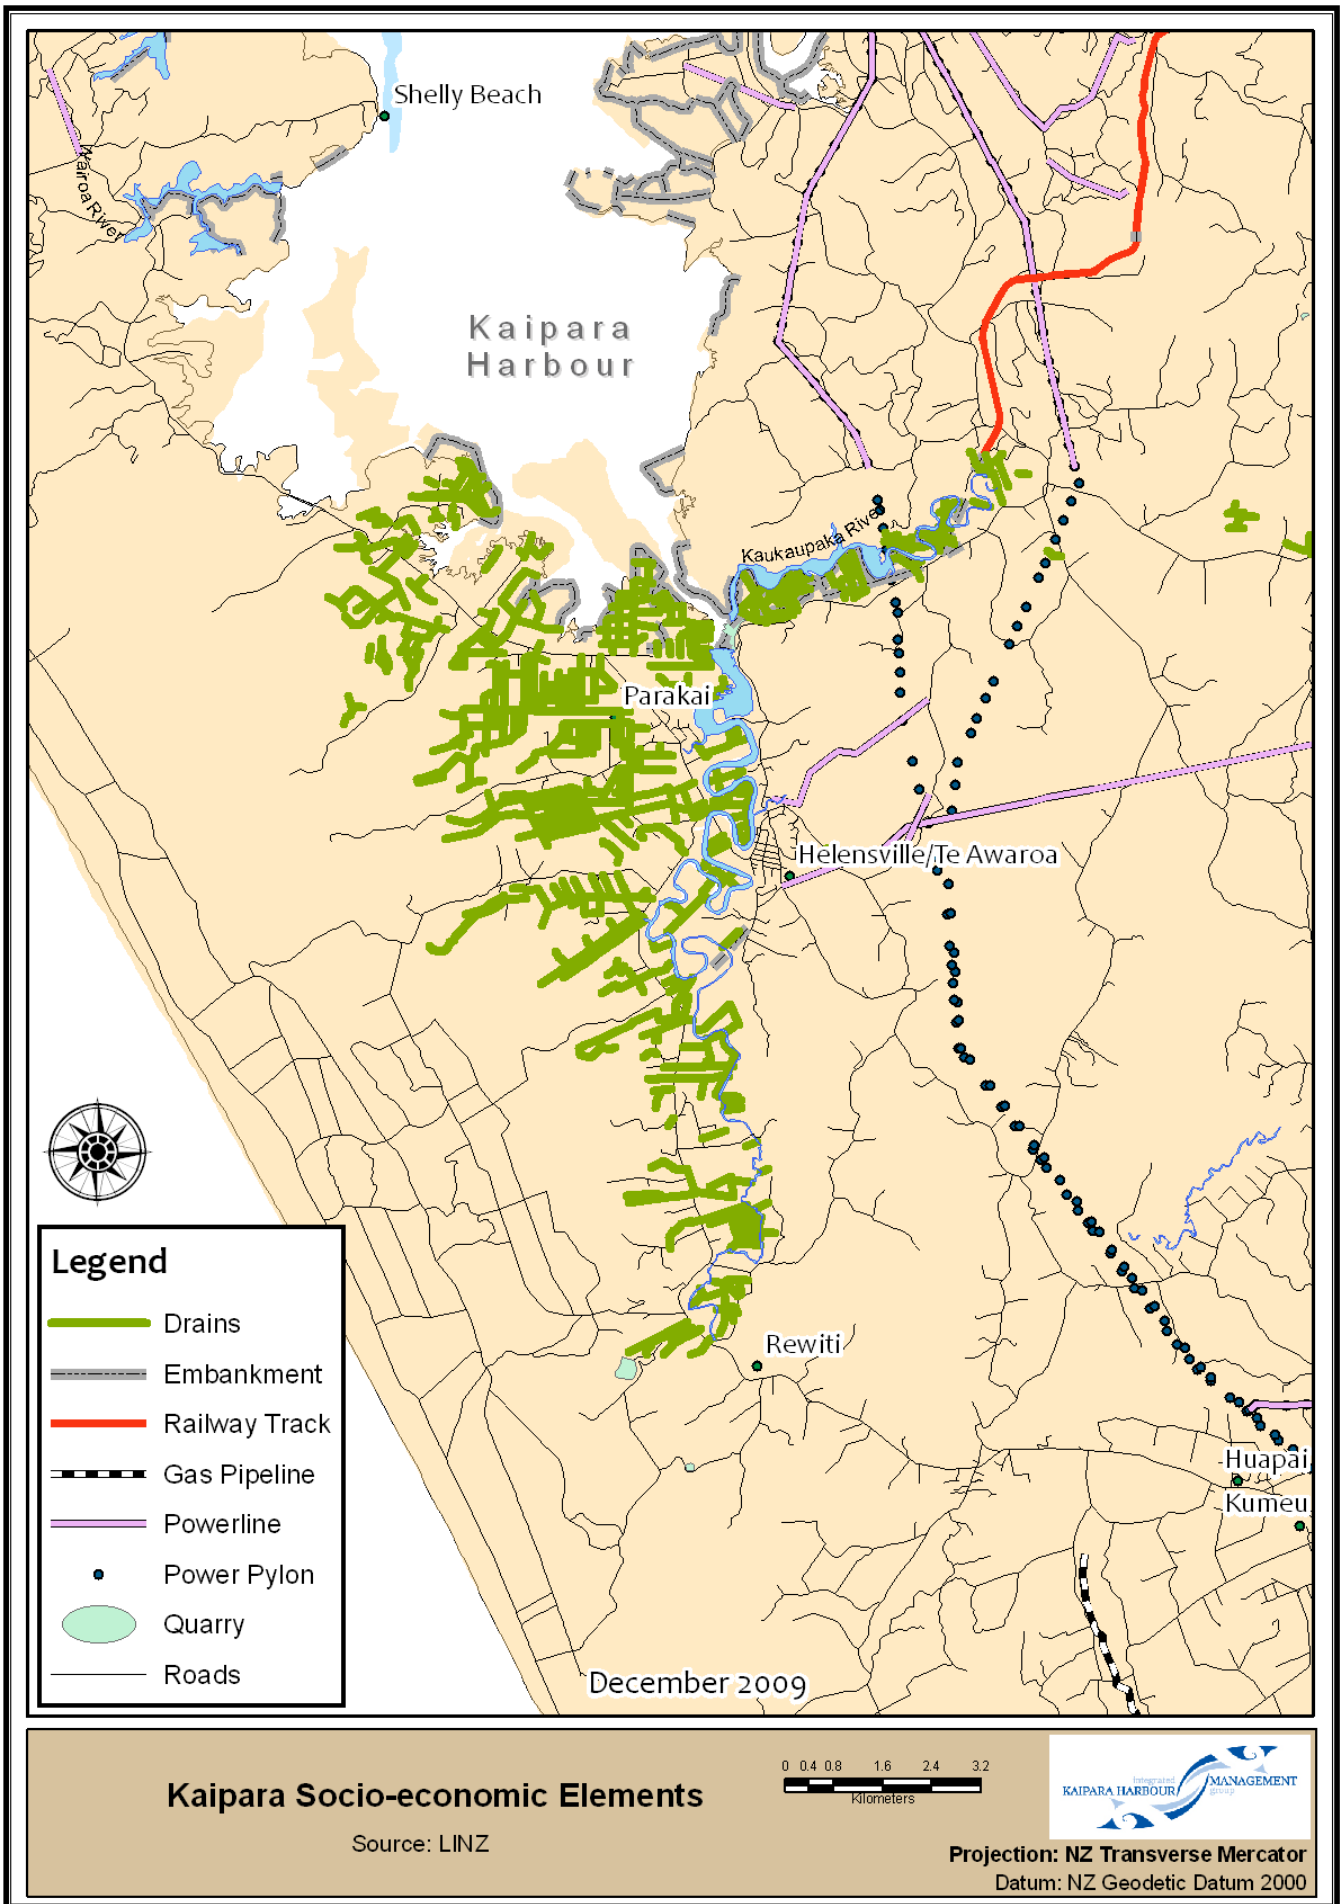 Shelly Beach
Wairoa River
Kaipara
Harbour
Kaukaupaka River
Parakai
Helensville/Te Awaroa
Rewiti
Huapai
Kumeu
Legend
Drains
Embankment
Railway Track
Gas Pipeline
Powerline
Power Pylon
Quarry
Roads
December 2009
Kaipara Socio-economic Elements
Source: LINZ
0 0.4 0.8 1.6 2.4 3.2
Kilometers
integrated
KAIPARA HARBOUR MANAGEMENT
group
Projection: NZ Transverse Mercator
Datum: NZ Geodetic Datum 2000